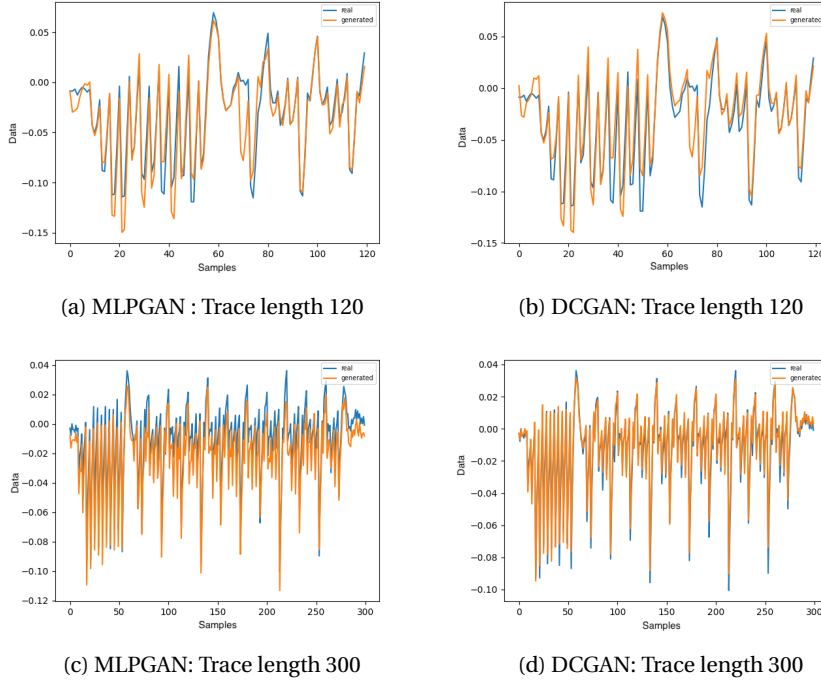 real
generated
0.05
0.00
−0.05
−0.10
−0.15
Data
0 20 40 60 80 100 120
Samples
(a) MLPGAN : Trace length 120
real
generated
0.05
0.00
−0.05
−0.10
−0.15
Data
0 20 40 60 80 100 120
Samples
(b) DCGAN: Trace length 120
real
generated
0.04
0.02
0.00
−0.02
−0.04
−0.06
−0.08
−0.10
−0.12
Data
0 50 100 150 200 250 300
Samples
(c) MLPGAN: Trace length 300
real
generated
0.04
0.02
0.00
−0.02
−0.04
−0.06
−0.08
−0.10
Data
0 50 100 150 200 250 300
Samples
(d) DCGAN: Trace length 300